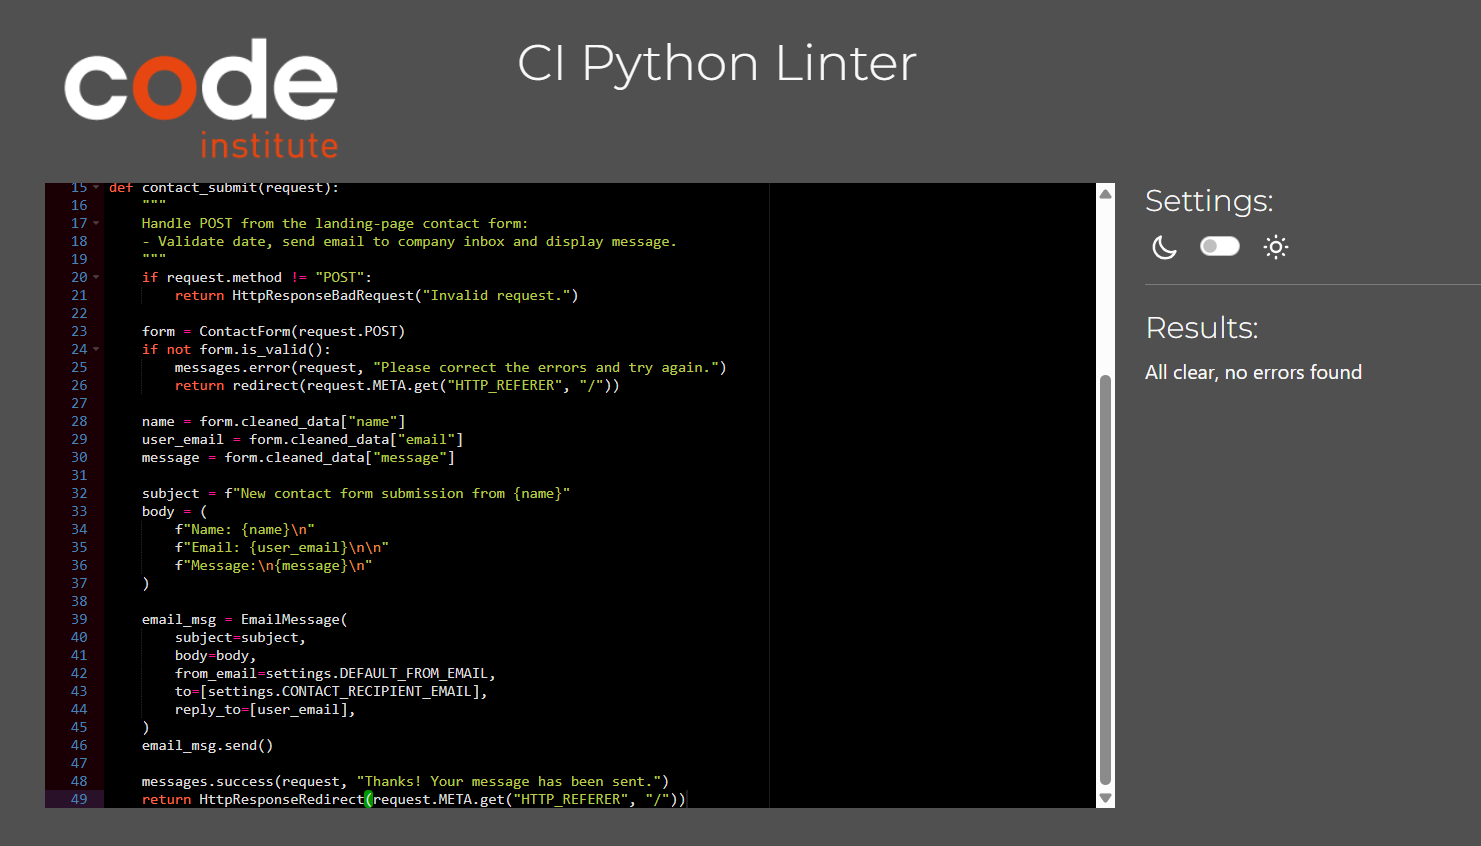 code
institute
CI Python Linter
15 def contact_submit(request):
16     """
17     Handle POST from the landing-page contact form:
18     - Validate date, send email to company inbox and display message.
19     """
20     if request.method != "POST":
21         return HttpResponseBadRequest("Invalid request.")
22
23     form = ContactForm(request.POST)
24     if not form.is_valid():
25         messages.error(request, "Please correct the errors and try again.")
26         return redirect(request.META.get("HTTP_REFERER", "/"))
27
28     name = form.cleaned_data["name"]
29     user_email = form.cleaned_data["email"]
30     message = form.cleaned_data["message"]
31
32     subject = f"New contact form submission from {name}"
33     body = (
34         f"Name: {name}\n"
35         f"Email: {user_email}\n\n"
36         f"Message:\n{message}\n"
37     )
38
39     email_msg = EmailMessage(
40         subject=subject,
41         body=body,
42         from_email=settings.DEFAULT_FROM_EMAIL,
43         to=[settings.CONTACT_RECIPIENT_EMAIL],
44         reply_to=[user_email],
45     )
46     email_msg.send()
47
48     messages.success(request, "Thanks! Your message has been sent.")
49     return HttpResponseRedirect(request.META.get("HTTP_REFERER", "/"))
Settings:
Results:
All clear, no errors found